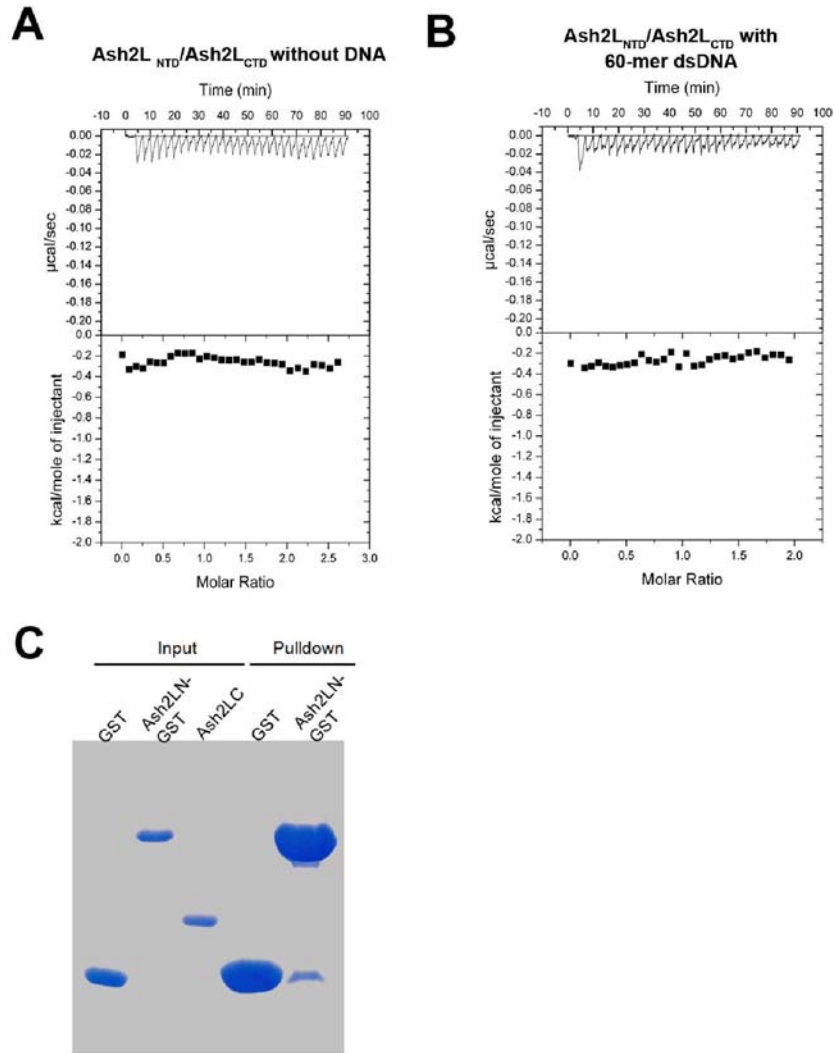 A
Ash2L NTD/Ash2LCTD without DNA
Time (min)
-10 0 10 20 30 40 50 60 70 80 90 100
0.00
-0.02
-0.04
-0.06
-0.08
-0.10
-0.12
-0.14
-0.16
-0.18
-0.20
µcal/sec
0.0
-0.2
-0.4
-0.6
-0.8
-1.0
-1.2
-1.4
-1.6
-1.8
-2.0
kcal/mole of injectant
0.0 0.5 1.0 1.5 2.0 2.5 3.0
Molar Ratio
B
Ash2LNTD/Ash2LCTD with
60-mer dsDNA
Time (min)
-10 0 10 20 30 40 50 60 70 80 90 100
0.00
-0.02
-0.04
-0.06
-0.08
-0.10
-0.12
-0.14
-0.16
-0.18
-0.20
µcal/sec
0.0
-0.2
-0.4
-0.6
-0.8
-1.0
-1.2
-1.4
-1.6
-1.8
-2.0
kcal/mole of injectant
0.0 0.5 1.0 1.5 2.0
Molar Ratio
C
Input Pulldown
GST
Ash2LN-
GST
Ash2LC
GST
Ash2LN-
GST